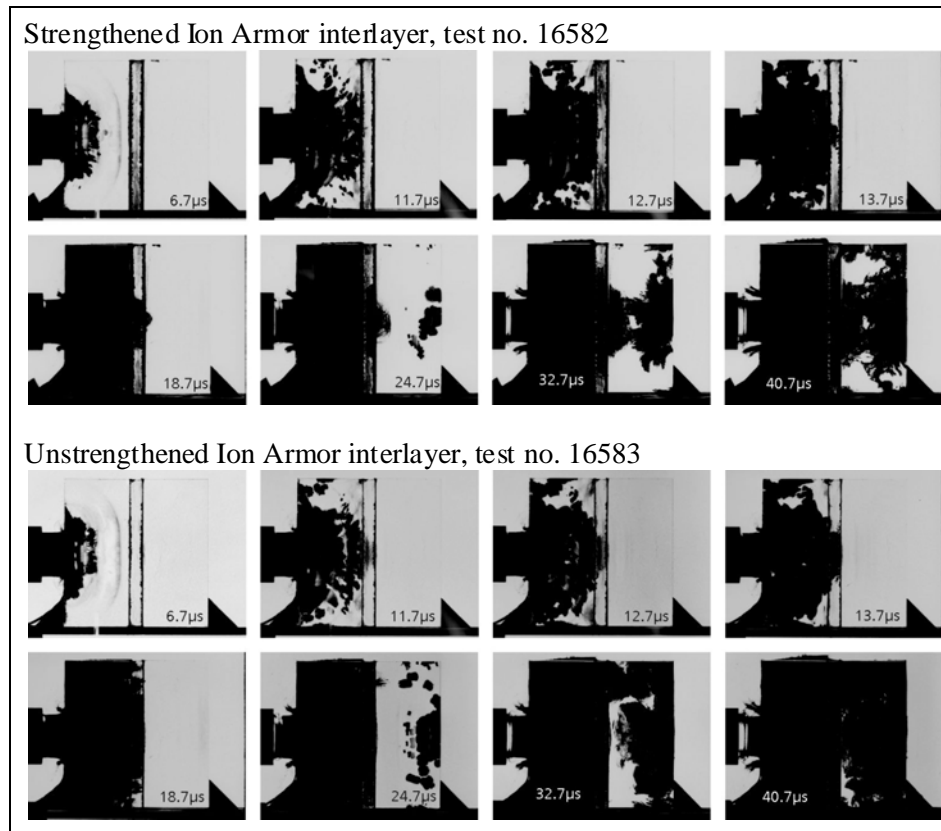 Strengthened Ion Armor interlayer, test no. 16582
6.7µs
11.7µs
12.7µs
13.7µs
18.7µs
24.7µs
32.7µs
40.7µs
Unstrengthened Ion Armor interlayer, test no. 16583
6.7µs
11.7µs
12.7µs
13.7µs
18.7µs
24.7µs
32.7µs
40.7µs